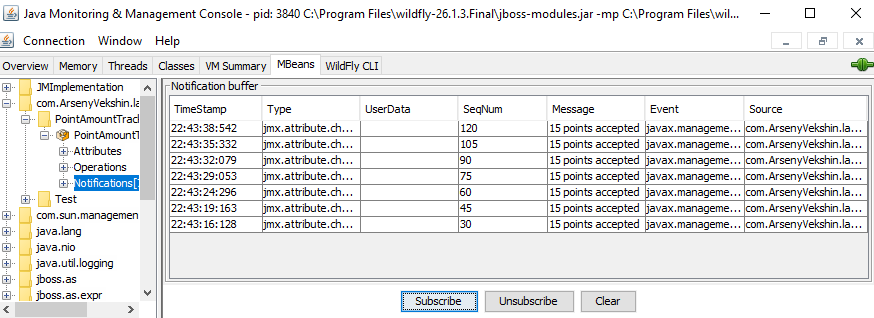 Java Monitoring & Management Console - pid: 3840 C:\Program Files\wildfly-26.1.3.Final\jboss-modules.jar -mp C:\Program Files\wil...
Connection Window Help
Overview Memory Threads Classes VM Summary MBeans WildFly CLI
JMImplementation
com.ArsenyVekshin.la
PointAmountTrack
PointAmountT
Attributes
Operations
Notifications[
Test
com.sun.management
java.lang
java.nio
java.util.logging
jboss.as
jboss.as.expr
Notification buffer
TimeStamp Type UserData SeqNum Message Event Source
22:43:38:542 jmx.attribute.ch... 120 15 points accepted javax.manageme... com.ArsenyVekshin.la...
22:43:35:332 jmx.attribute.ch... 105 15 points accepted javax.manageme... com.ArsenyVekshin.la...
22:43:32:079 jmx.attribute.ch... 90 15 points accepted javax.manageme... com.ArsenyVekshin.la...
22:43:29:053 jmx.attribute.ch... 75 15 points accepted javax.manageme... com.ArsenyVekshin.la...
22:43:24:296 jmx.attribute.ch... 60 15 points accepted javax.manageme... com.ArsenyVekshin.la...
22:43:19:163 jmx.attribute.ch... 45 15 points accepted javax.manageme... com.ArsenyVekshin.la...
22:43:16:128 jmx.attribute.ch... 30 15 points accepted javax.manageme... com.ArsenyVekshin.la...
Subscribe Unsubscribe Clear